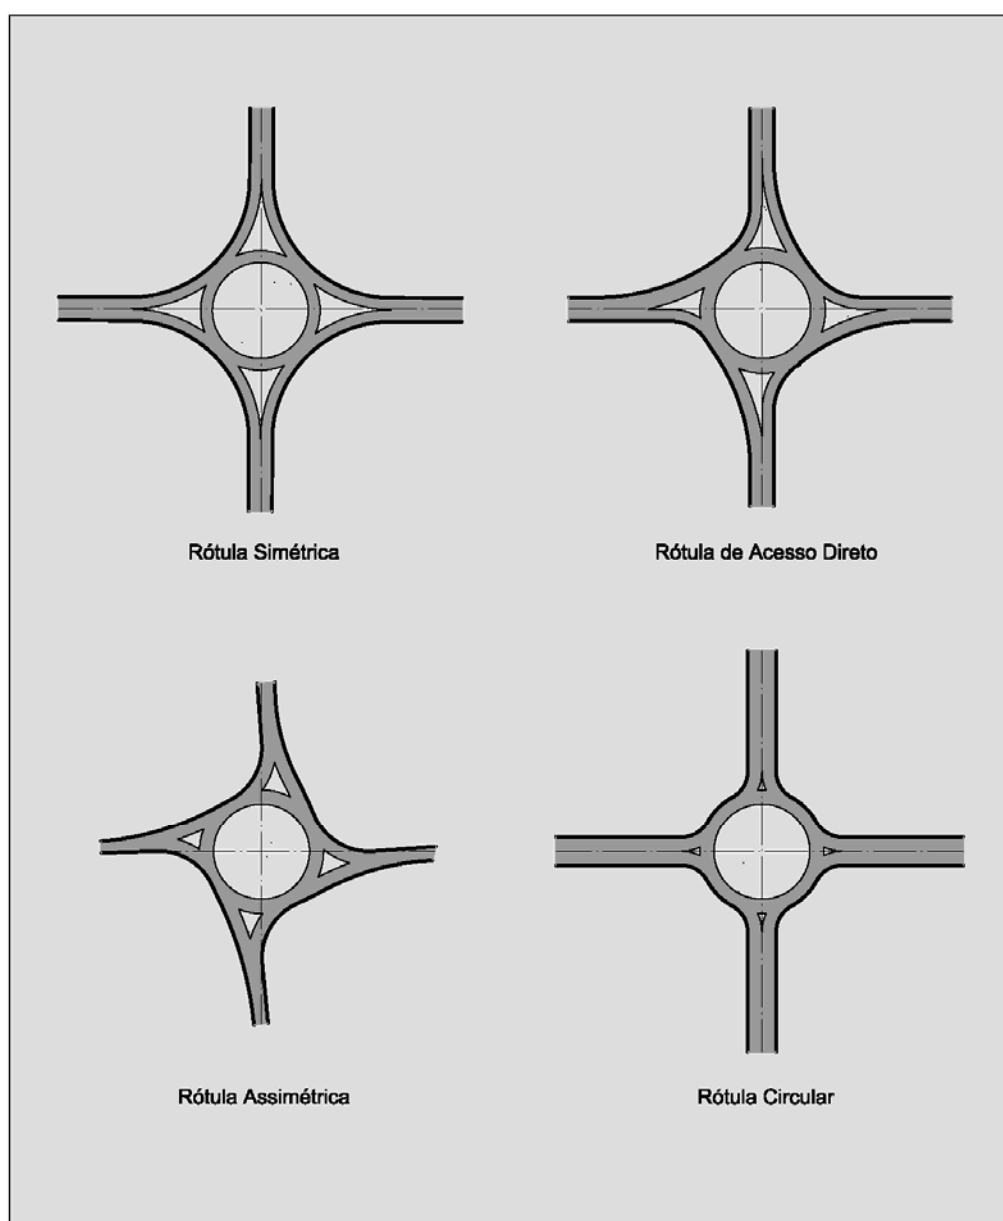 Rótula Simétrica
Rótula de Acesso Direto
Rótula Assimétrica
Rótula Circular